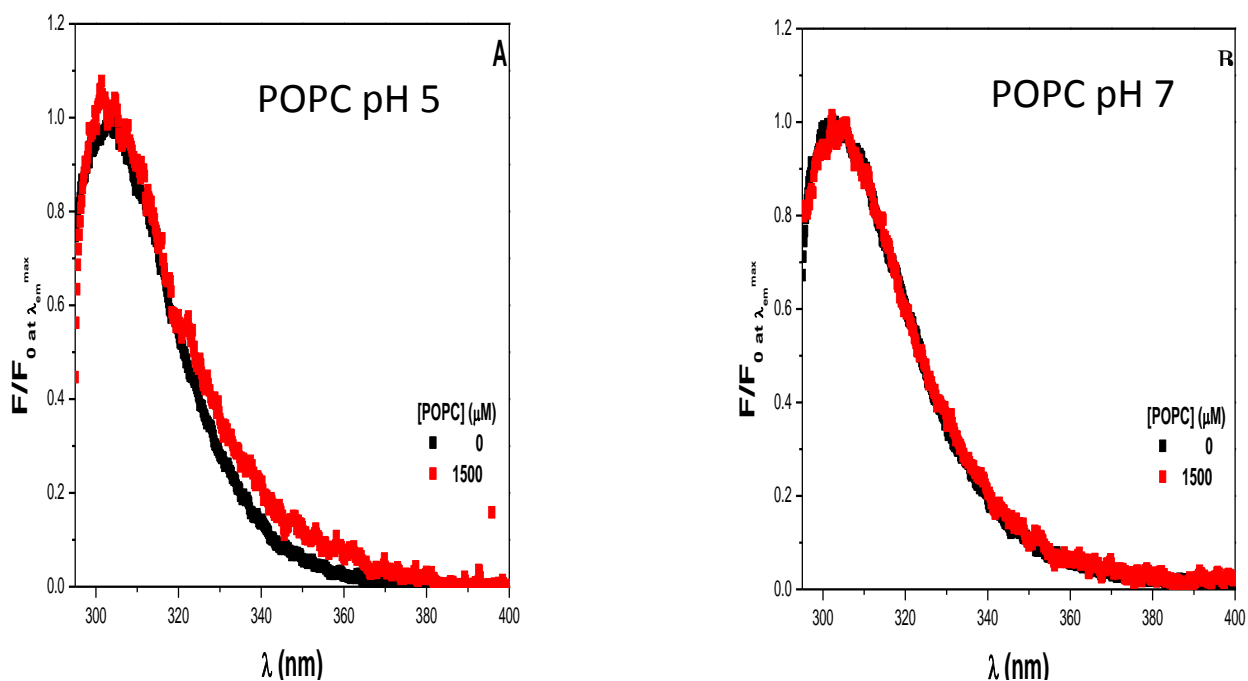 A
POPC pH 5
1.2
1.0
0.8
0.6
0.4
0.2
0.0
F/F0 at λem max
[POPC] (μM)
0
1500
300 320 340 360 380 400
λ (nm)
B
POPC pH 7
1.2
1.0
0.8
0.6
0.4
0.2
0.0
F/F0 at λem max
[POPC] (μM)
0
1500
300 320 340 360 380 400
λ (nm)